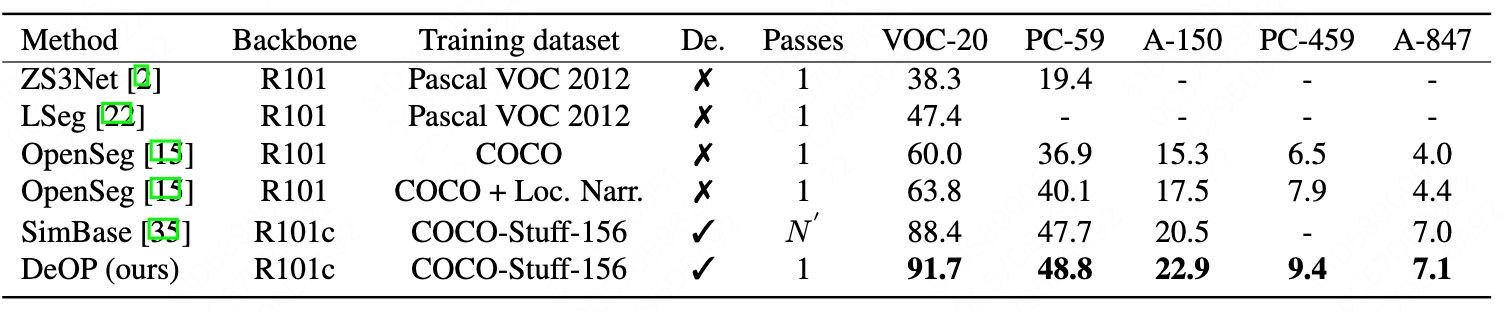 Method Backbone Training dataset De. Passes VOC-20 PC-59 A-150 PC-459 A-847
ZS3Net [2] R101 Pascal VOC 2012 ✗ 1 38.3 19.4 - - -
LSeg [22] R101 Pascal VOC 2012 ✗ 1 47.4 - - - -
OpenSeg [15] R101 COCO ✗ 1 60.0 36.9 15.3 6.5 4.0
OpenSeg [15] R101 COCO + Loc. Narr. ✗ 1 63.8 40.1 17.5 7.9 4.4
SimBase [35] R101c COCO-Stuff-156 ✓ N′ 88.4 47.7 20.5 - 7.0
DeOP (ours) R101c COCO-Stuff-156 ✓ 1 91.7 48.8 22.9 9.4 7.1